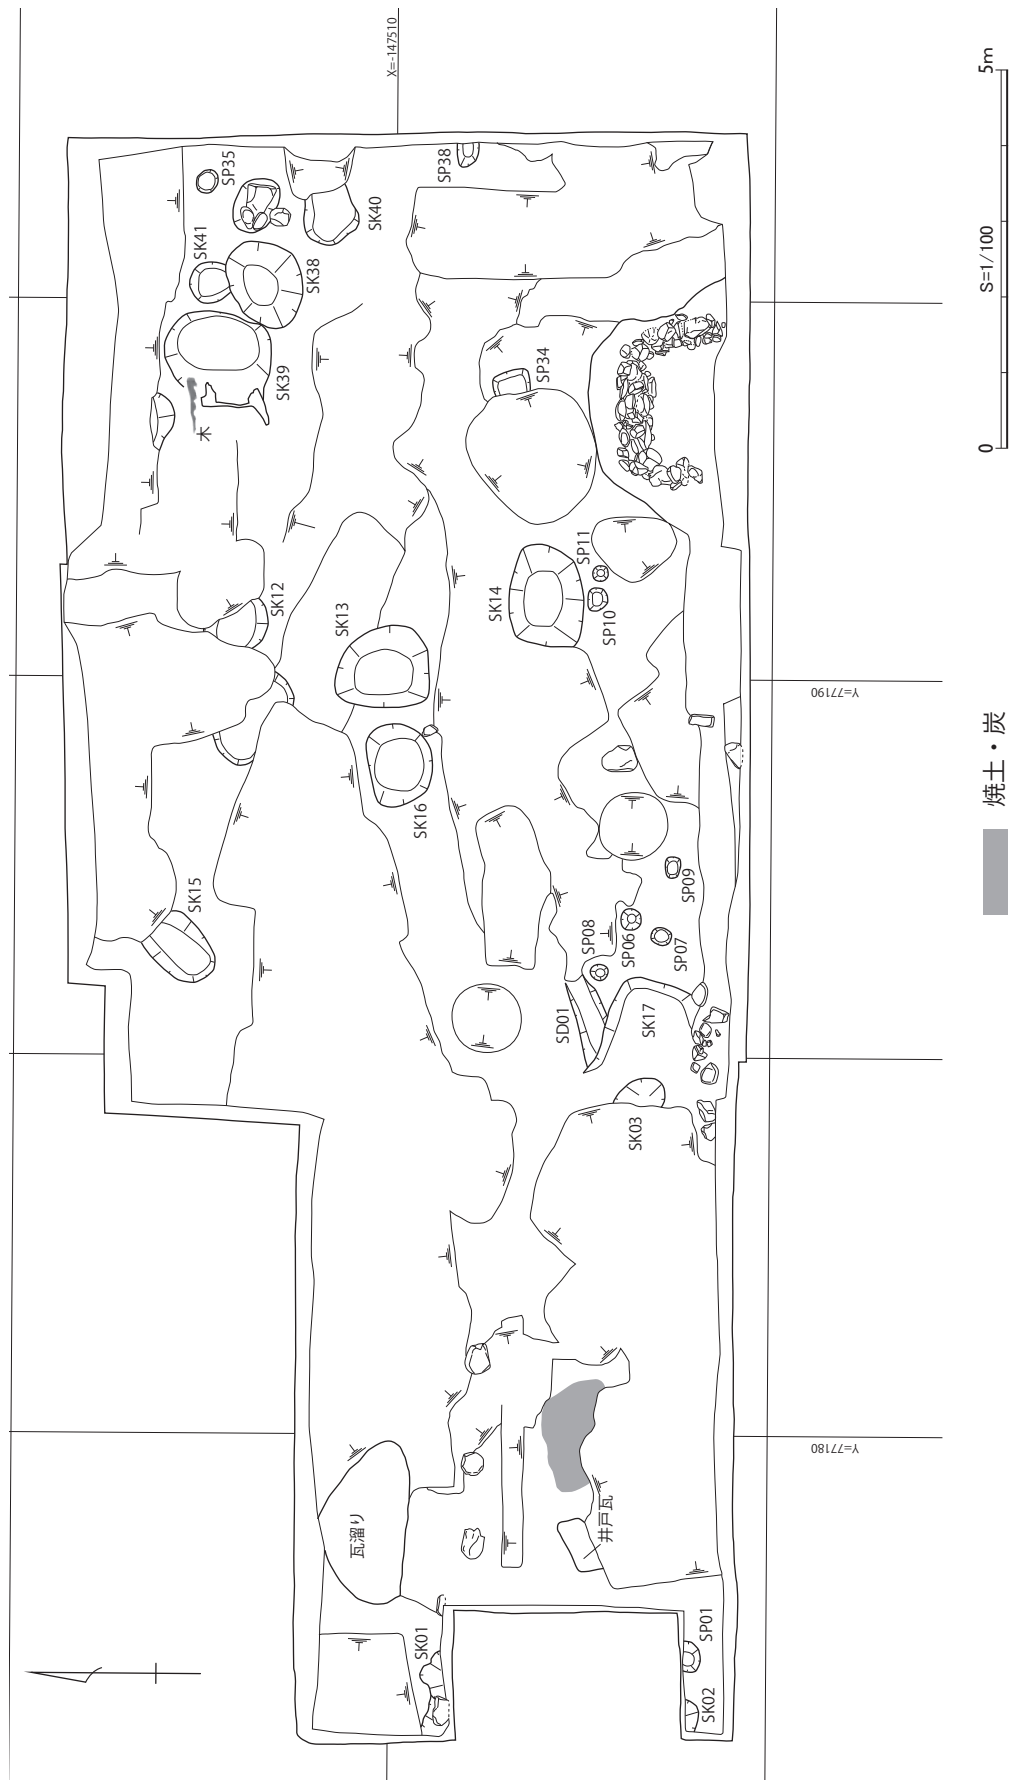 X=-147510
5m
S=1/100
0
SP35
SP38
SK40
SK41
SK38
SK39
木
SP34
SK12
SK13
SK14
SP11
SP10
Y=77190
SK16
SK15
SP09
SP08
SP06
SP07
SD01
SK17
SK03
焼土・炭
Y=77180
瓦溜り
井戸瓦
SK01
SP01
SK02